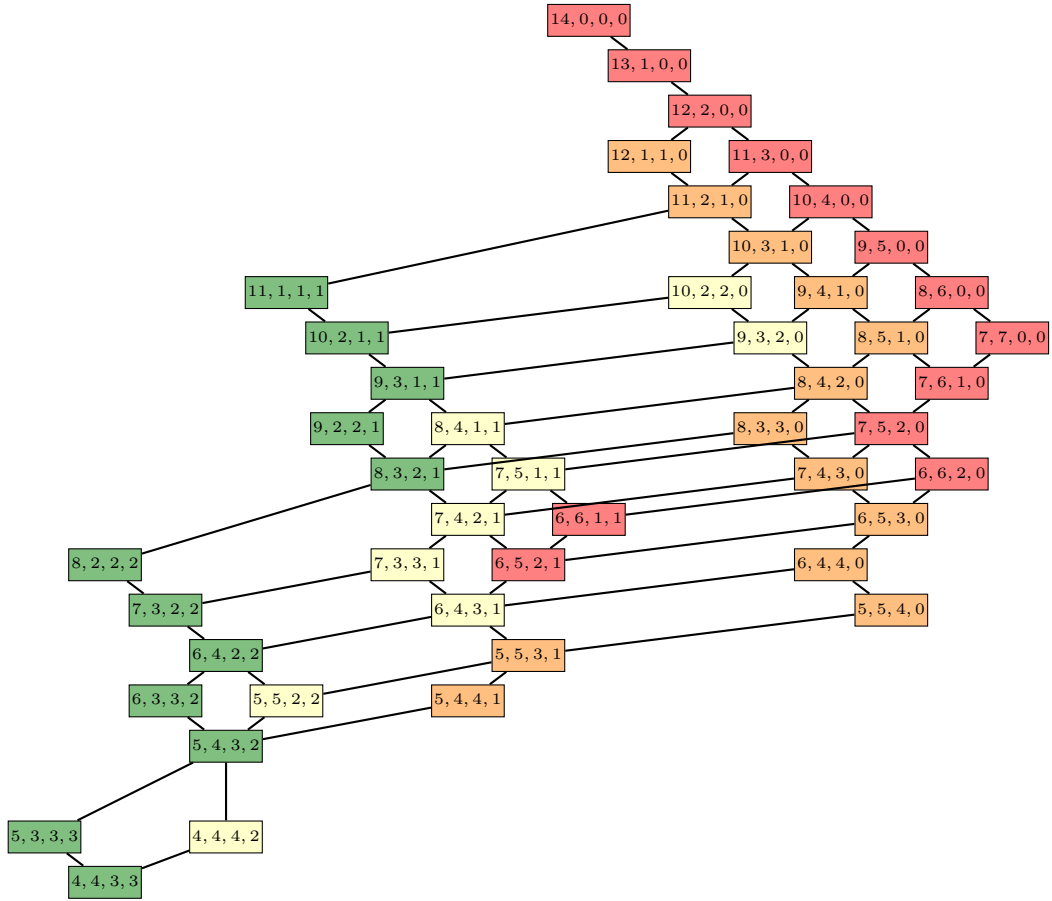 14, 0, 0, 0
13, 1, 0, 0
12, 2, 0, 0
12, 1, 1, 0
11, 3, 0, 0
11, 2, 1, 0
10, 4, 0, 0
10, 3, 1, 0
9, 5, 0, 0
11, 1, 1, 1
10, 2, 2, 0
9, 4, 1, 0
8, 6, 0, 0
10, 2, 1, 1
9, 3, 2, 0
8, 5, 1, 0
7, 7, 0, 0
9, 3, 1, 1
8, 4, 2, 0
7, 6, 1, 0
9, 2, 2, 1
8, 4, 1, 1
8, 3, 3, 0
7, 5, 2, 0
8, 3, 2, 1
7, 5, 1, 1
7, 4, 3, 0
6, 6, 2, 0
7, 4, 2, 1
6, 6, 1, 1
6, 5, 3, 0
8, 2, 2, 2
7, 3, 3, 1
6, 5, 2, 1
6, 4, 4, 0
7, 3, 2, 2
6, 4, 3, 1
5, 5, 4, 0
6, 4, 2, 2
5, 5, 3, 1
6, 3, 3, 2
5, 5, 2, 2
5, 4, 4, 1
5, 4, 3, 2
5, 3, 3, 3
4, 4, 4, 2
4, 4, 3, 3